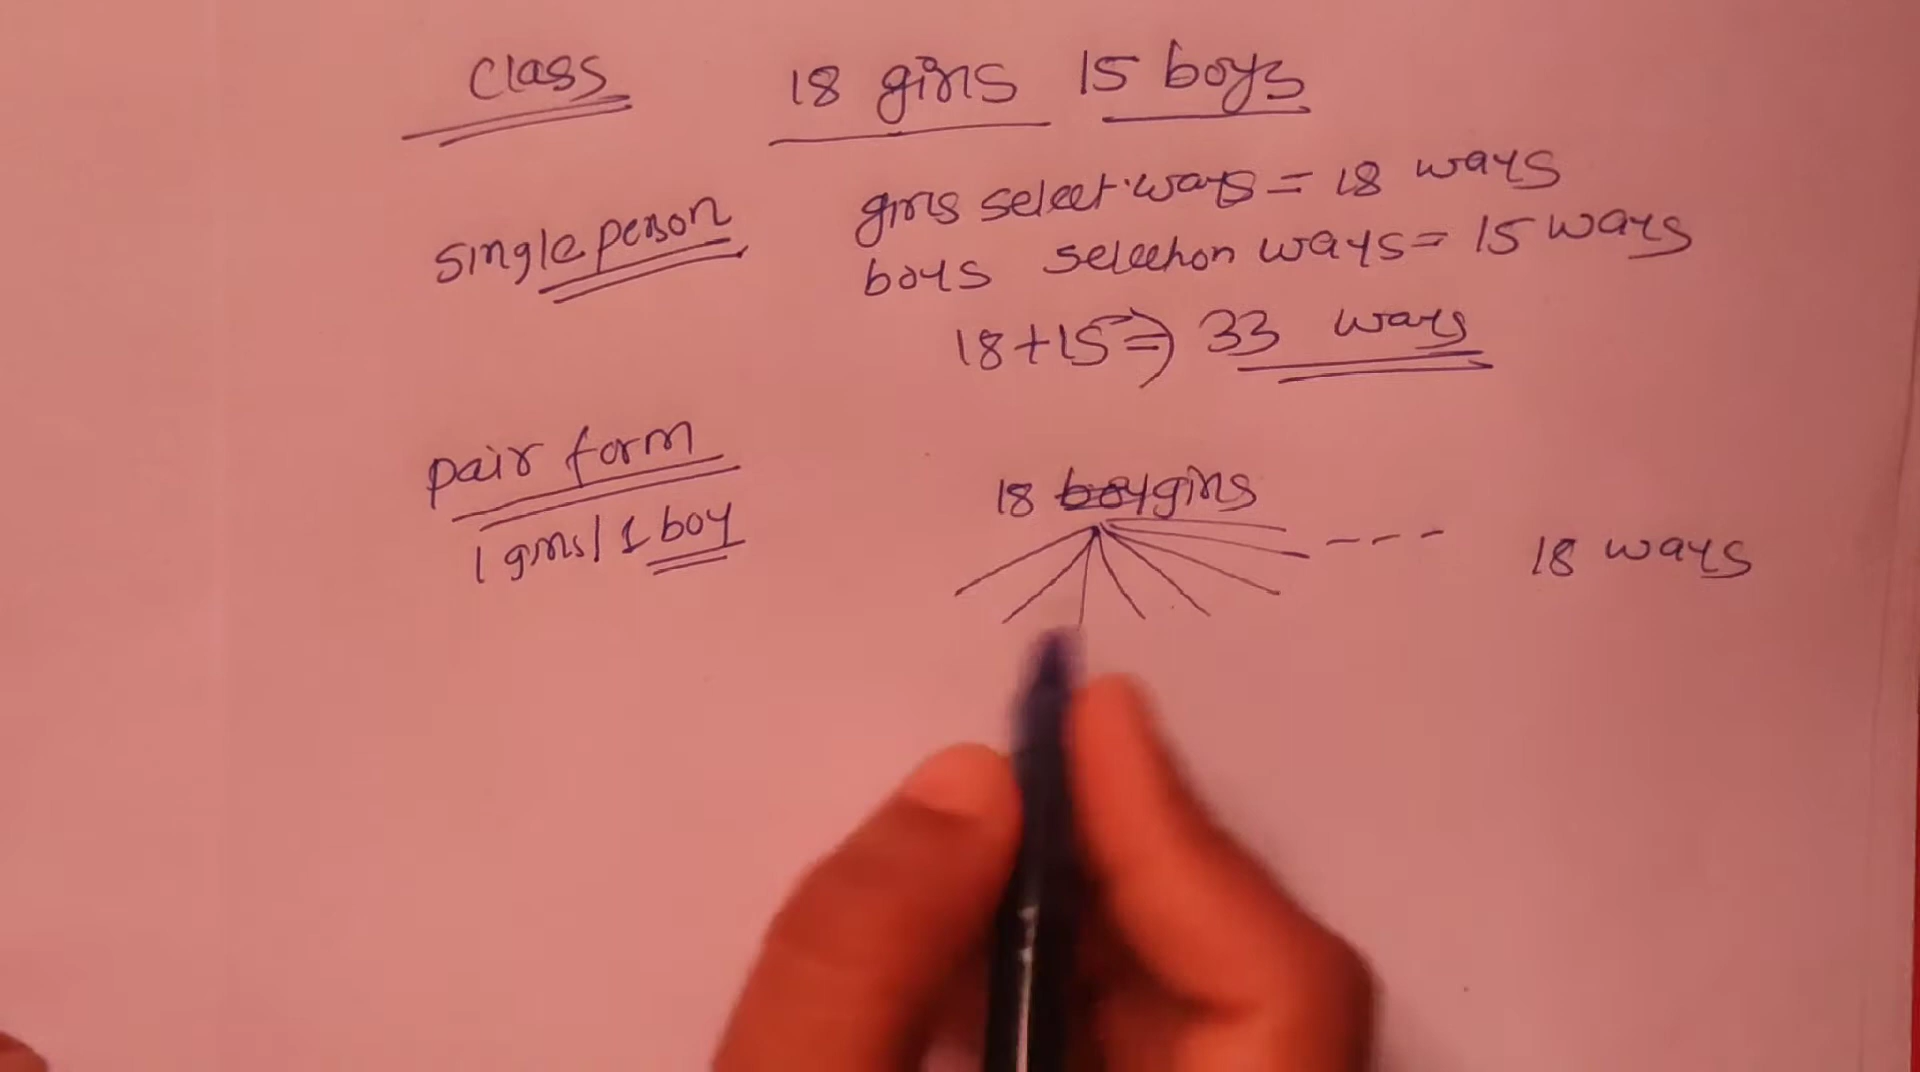 class 18 girls 15 boys
single person
girls select ways = 18 ways
boys selection ways = 15 ways
18+15 ⇒ 33 ways
pair form
1 girls / 1 boy
18 boy girls
18 ways